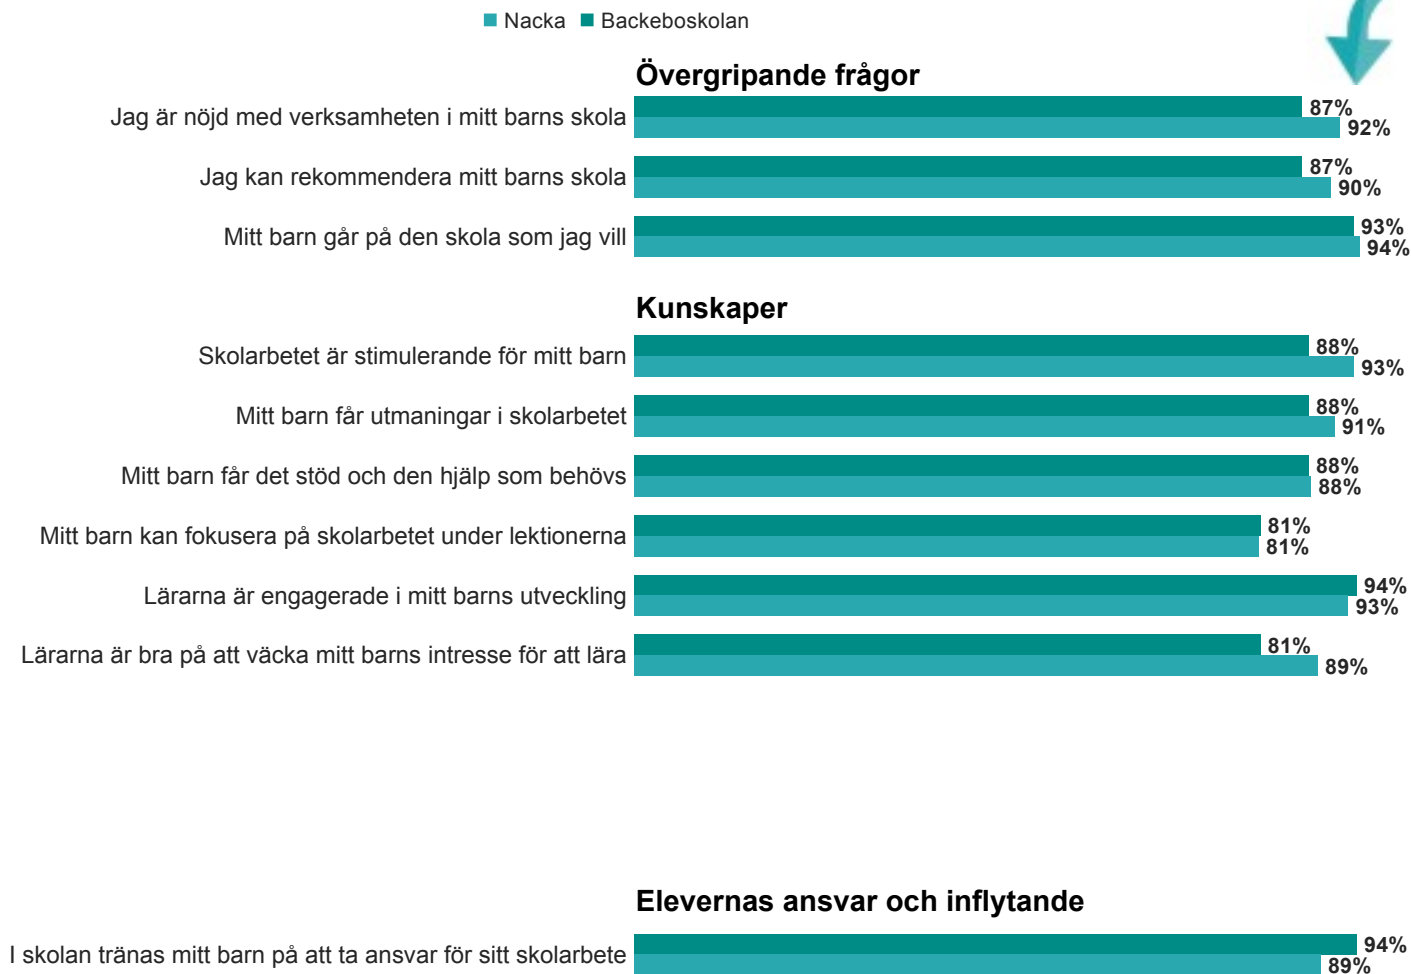 Nacka Backeboskolan
Övergripande frågor
Jag är nöjd med verksamheten i mitt barns skola 87%
92%
Jag kan rekommendera mitt barns skola 87%
90%
Mitt barn går på den skola som jag vill 93%
94%
Kunskaper
Skolarbetet är stimulerande för mitt barn 88%
93%
Mitt barn får utmaningar i skolarbetet 88%
91%
Mitt barn får det stöd och den hjälp som behövs 88%
88%
Mitt barn kan fokusera på skolarbetet under lektionerna 81%
81%
Lärarna är engagerade i mitt barns utveckling 94%
93%
Lärarna är bra på att väcka mitt barns intresse för att lära 81%
89%
Elevernas ansvar och inflytande
I skolan tränas mitt barn på att ta ansvar för sitt skolarbete 94%
89%